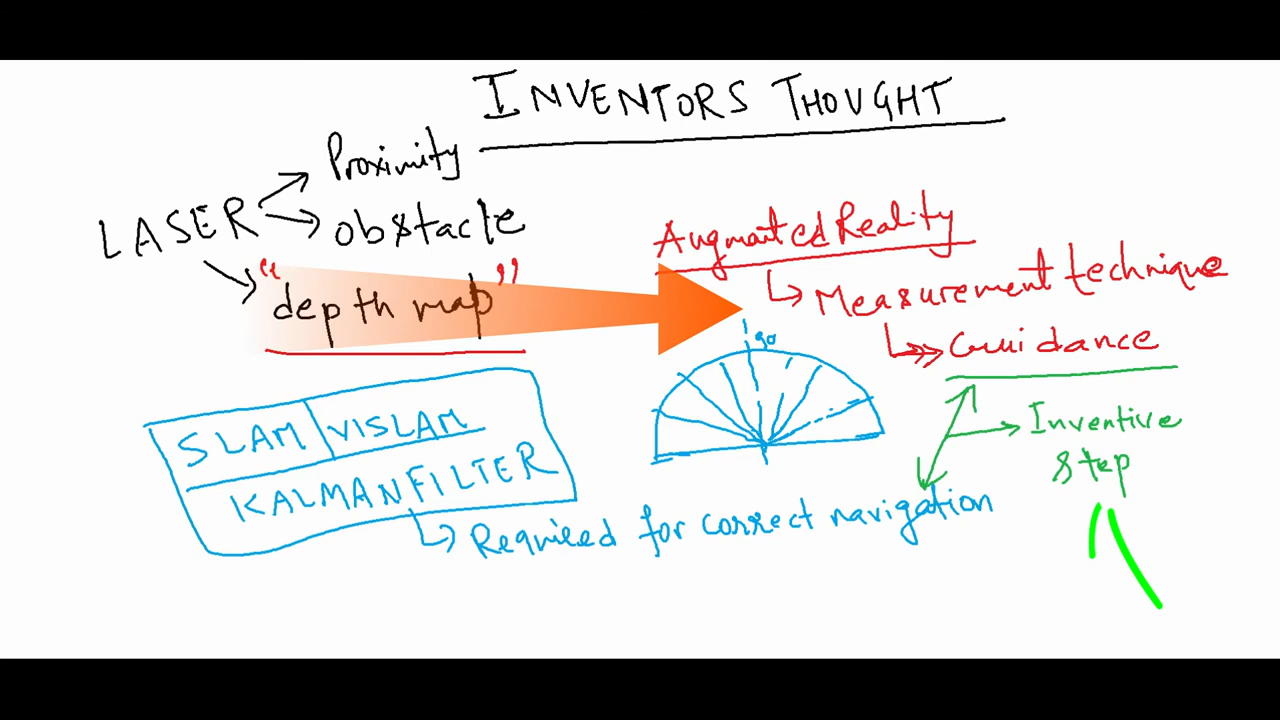 INVENTORS THOUGHT
Proximity
LASER
obstacle
"depth map"
Augmented Reality
Measurement technique
Guidance
90
Inventive
step
SLAM VISLAM
KALMAN FILTER
Required for correct navigation